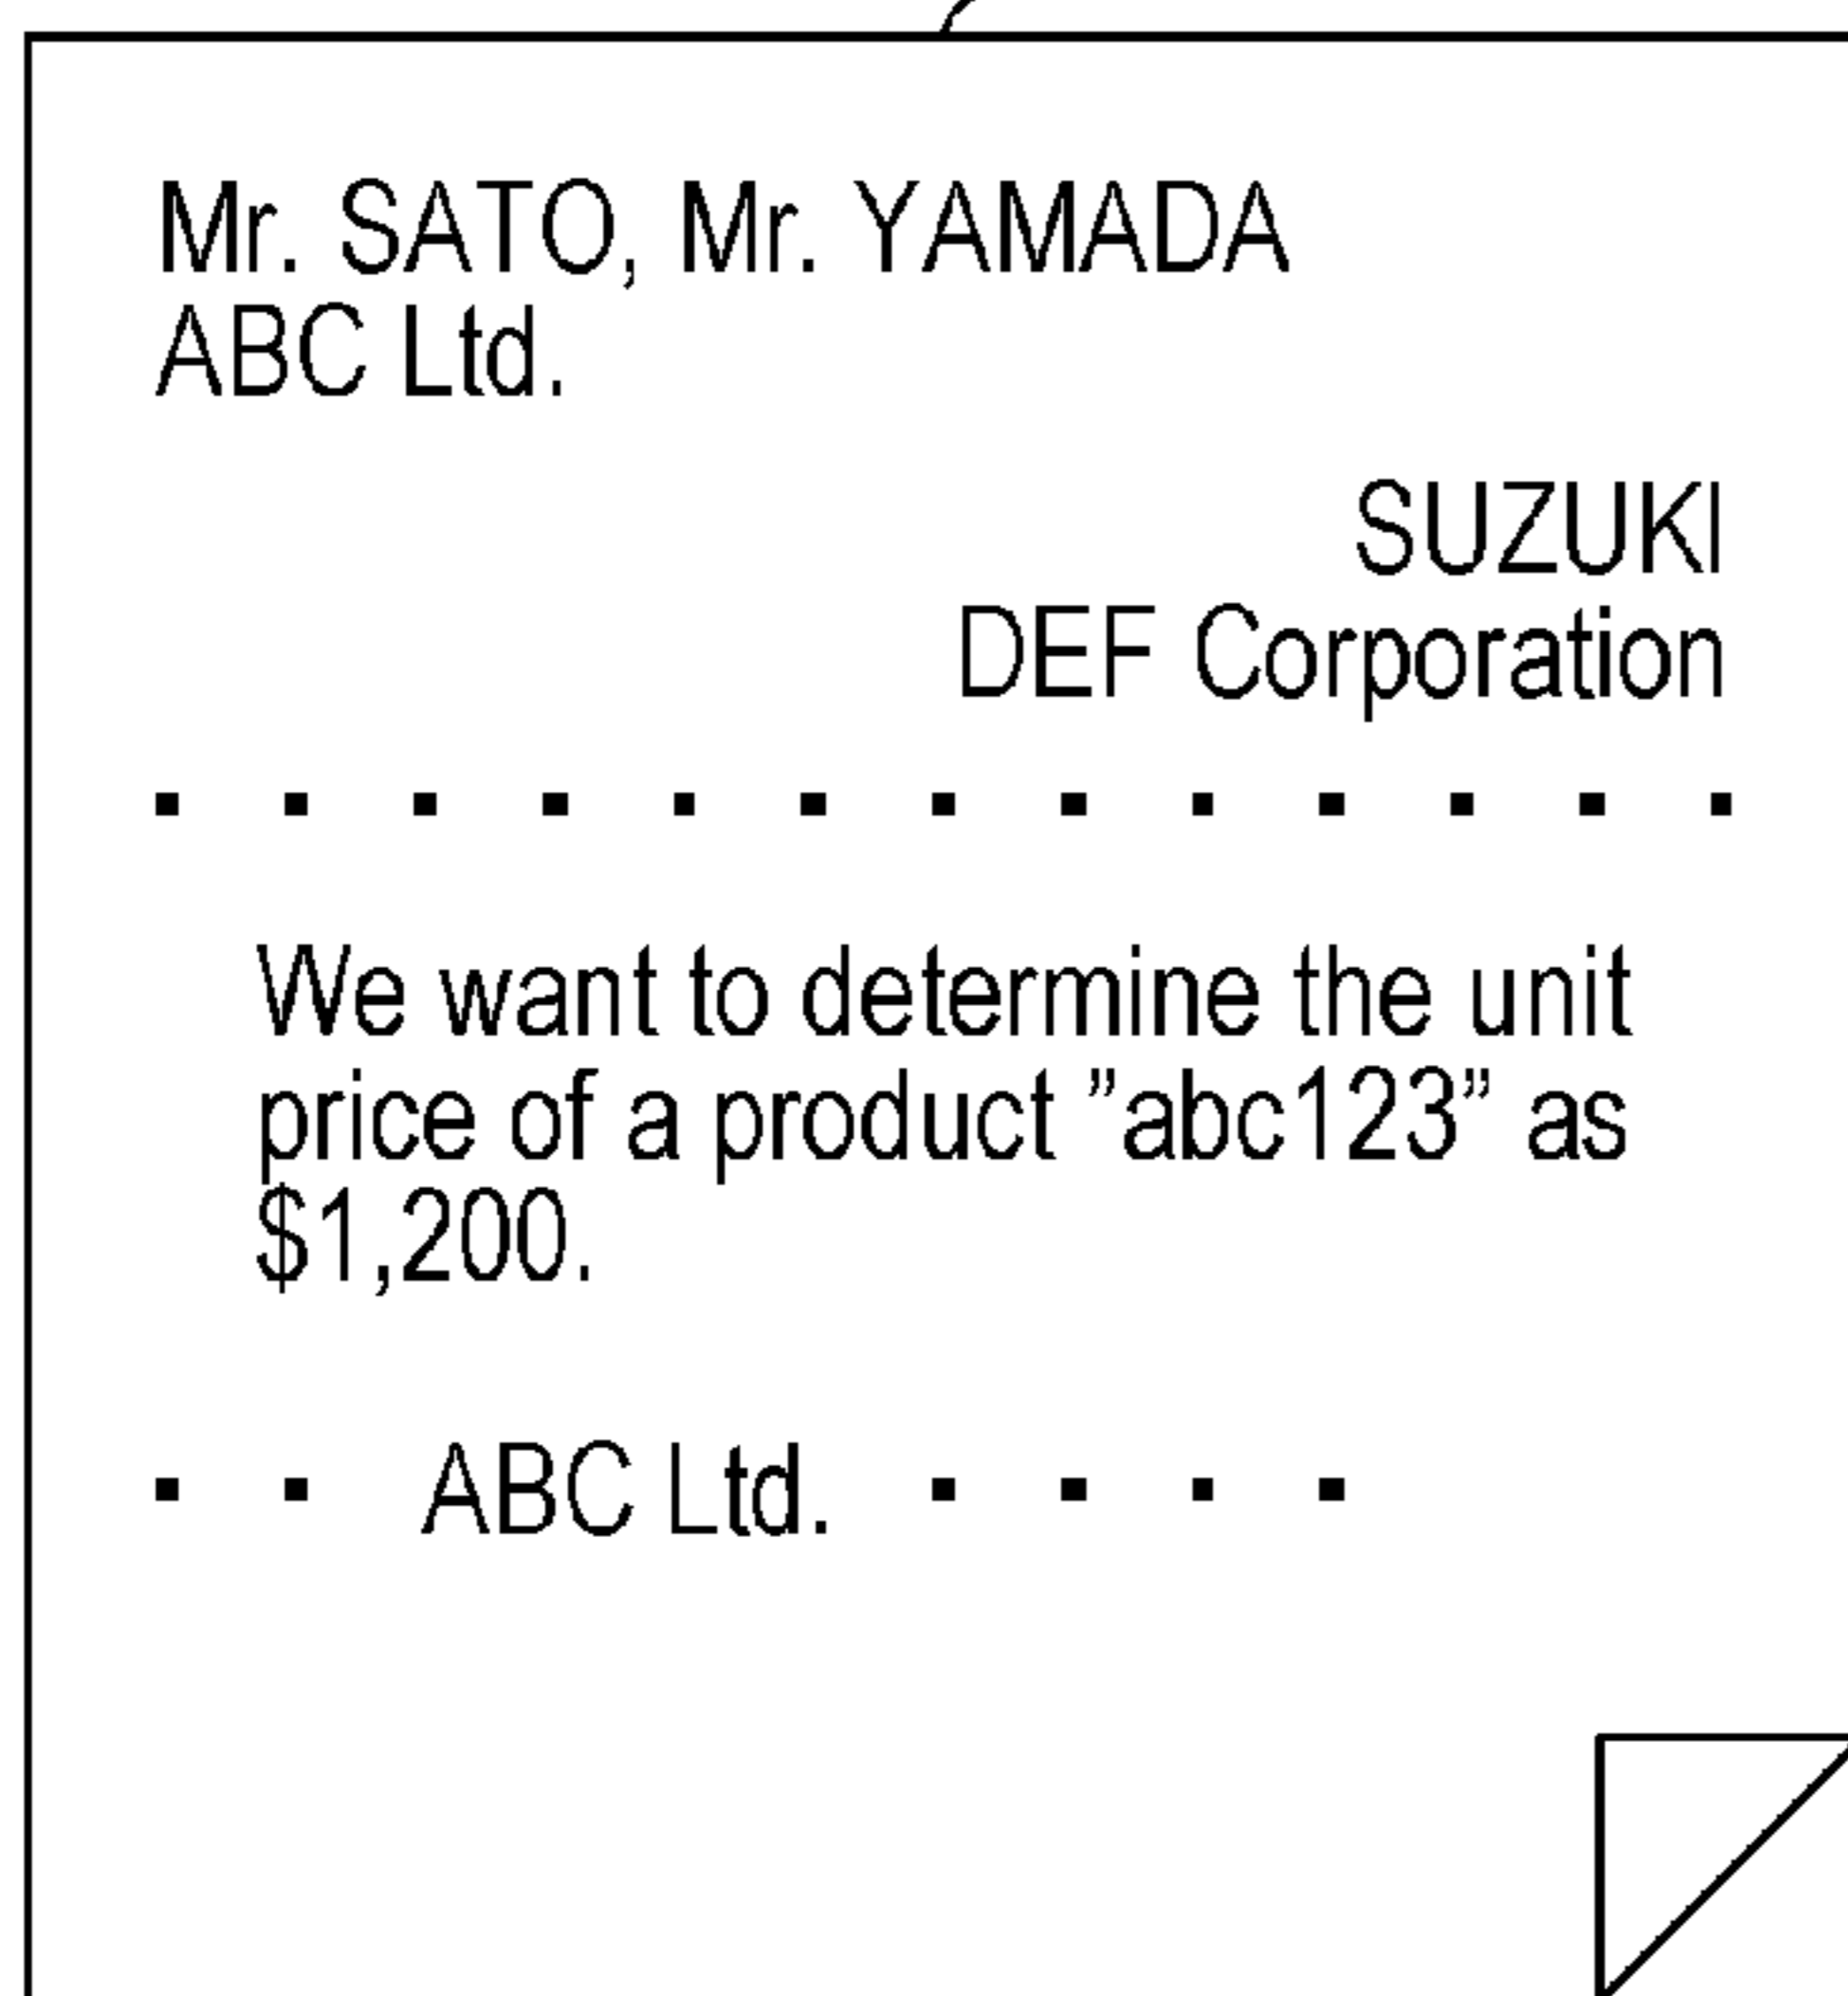 Mr. SATO, Mr. YAMADA
ABC Ltd.
SUZUKI
DEF Corporation
. . . . . . . . . . . . .
We want to determine the unit
price of a product ”abc123” as
$1,200.
. . ABC Ltd. . . . .